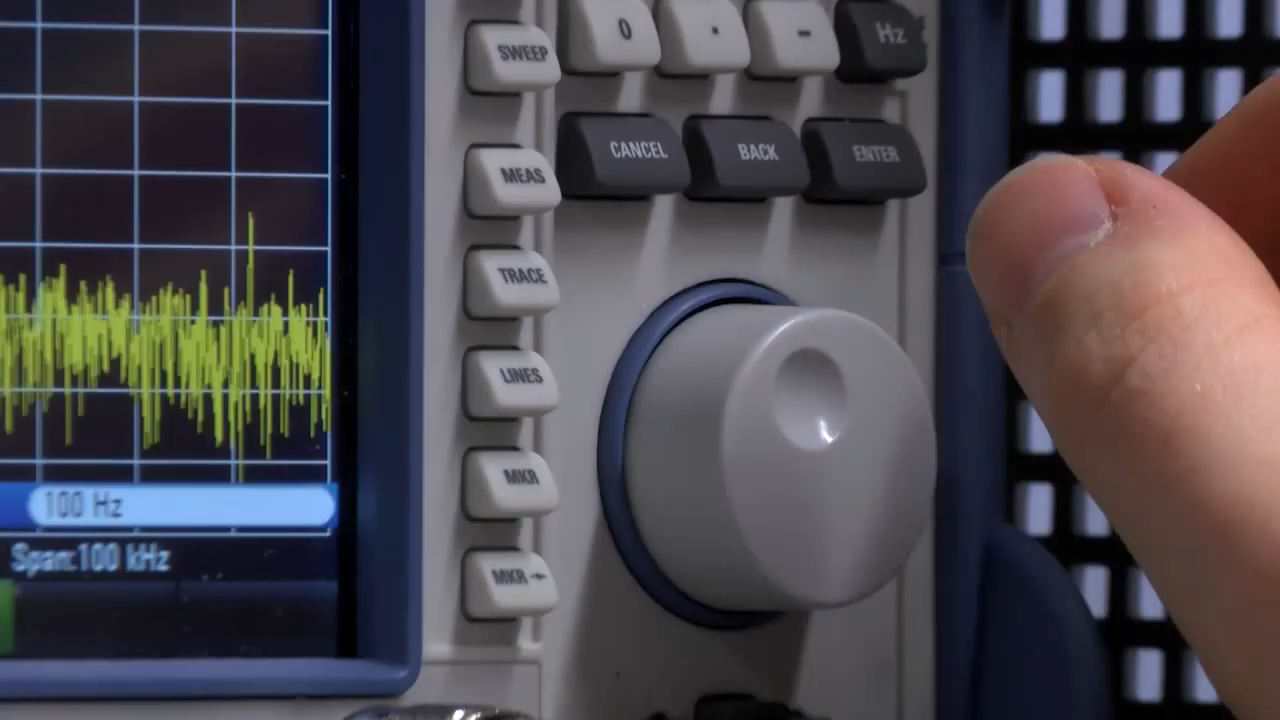 SWEEP
0
.
-
Hz
CANCEL
BACK
ENTER
MEAS
TRACE
LINES
MKR
100 Hz
Span:100 kHz
MKR→